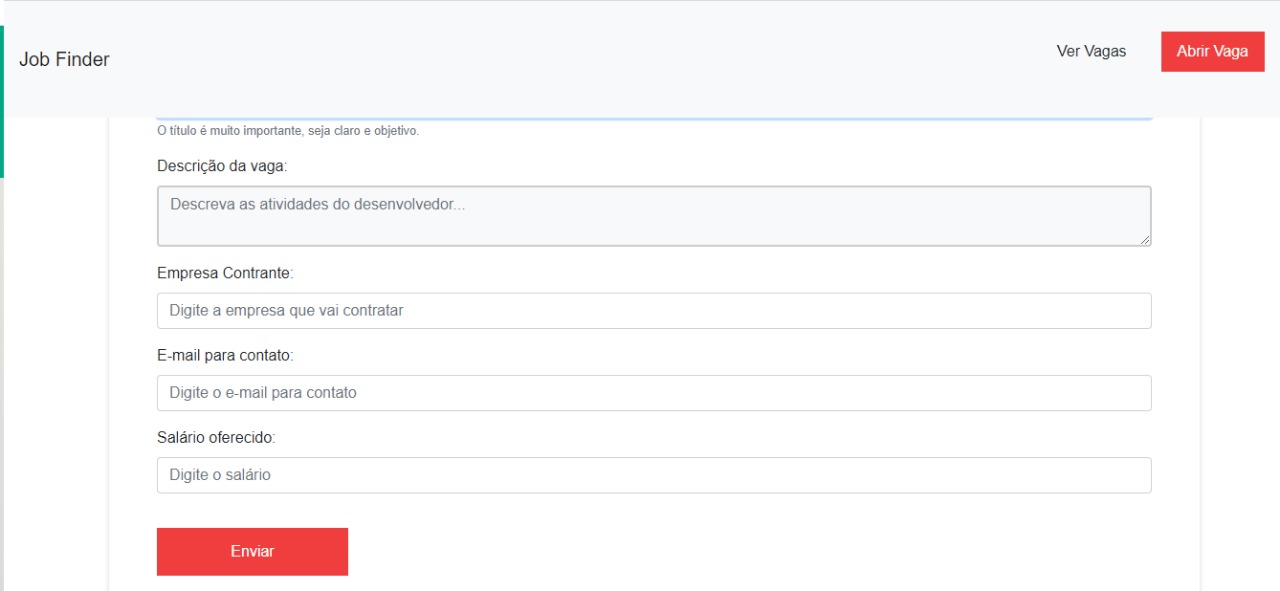 Job Finder
Ver Vagas
Abrir Vaga
O título é muito importante, seja claro e objetivo.
Descrição da vaga:
Descreva as atividades do desenvolvedor...
Empresa Contrante:
Digite a empresa que vai contratar
E-mail para contato:
Digite o e-mail para contato
Salário oferecido:
Digite o salário
Enviar